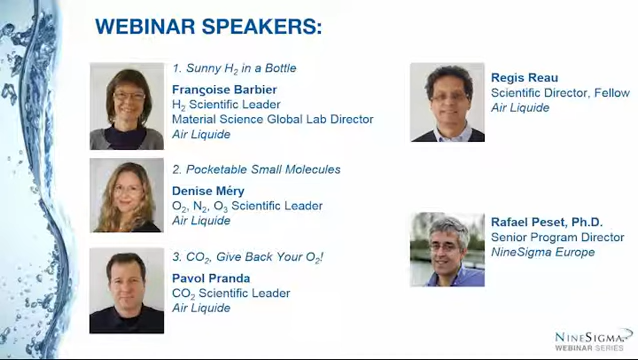 WEBINAR SPEAKERS:
1. Sunny H₂ in a Bottle
Françoise Barbier
H₂ Scientific Leader
Material Science Global Lab Director
Air Liquide
2. Pocketable Small Molecules
Denise Méry
O₂, N₂, O₃ Scientific Leader
Air Liquide
3. CO₂, Give Back Your O₂!
Pavol Pranda
CO₂ Scientific Leader
Air Liquide
Regis Reau
Scientific Director, Fellow
Air Liquide
Rafael Peset, Ph.D.
Senior Program Director
NineSigma Europe
NINESIGMA
WEBINAR SERIES